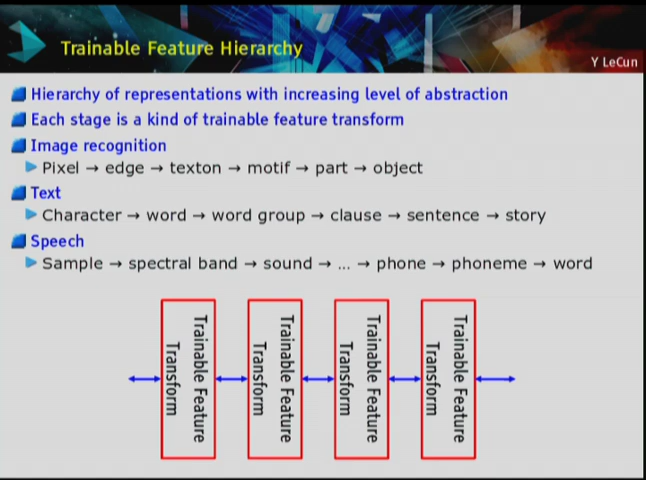 Trainable Feature Hierarchy
Y LeCun
Hierarchy of representations with increasing level of abstraction
Each stage is a kind of trainable feature transform
Image recognition
Pixel → edge → texton → motif → part → object
Text
Character → word → word group → clause → sentence → story
Speech
Sample → spectral band → sound → ... → phone → phoneme → word
Trainable Feature
Transform
Trainable Feature
Transform
Trainable Feature
Transform
Trainable Feature
Transform